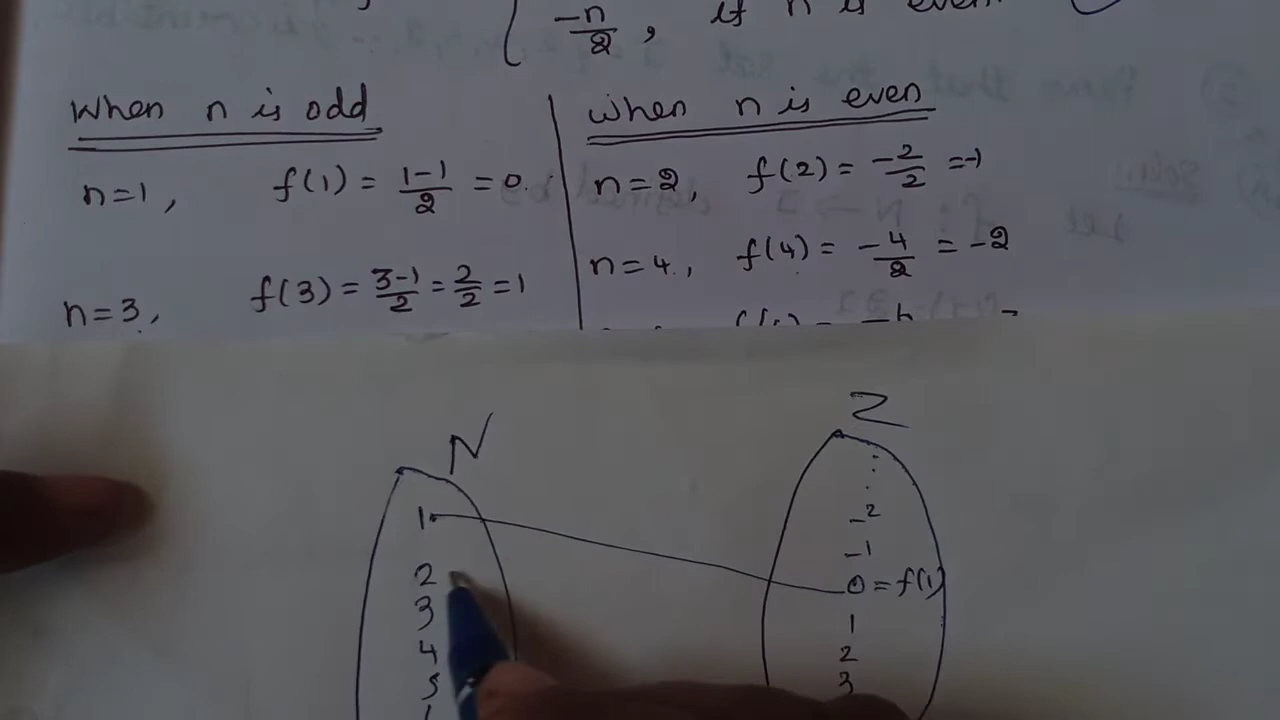 -n/2 , if n is even.
When n is odd
n=1 , f(1) = 1-1/2 = 0.
n=3 , f(3) = 3-1/2 = 2/2 = 1
When n is even
n=2, f(2) = -2/2 = -1
n=4., f(4) = -4/2 = -2
N
1
2
3
4
5
Z
-2
-1
0 = f(1)
1
2
3